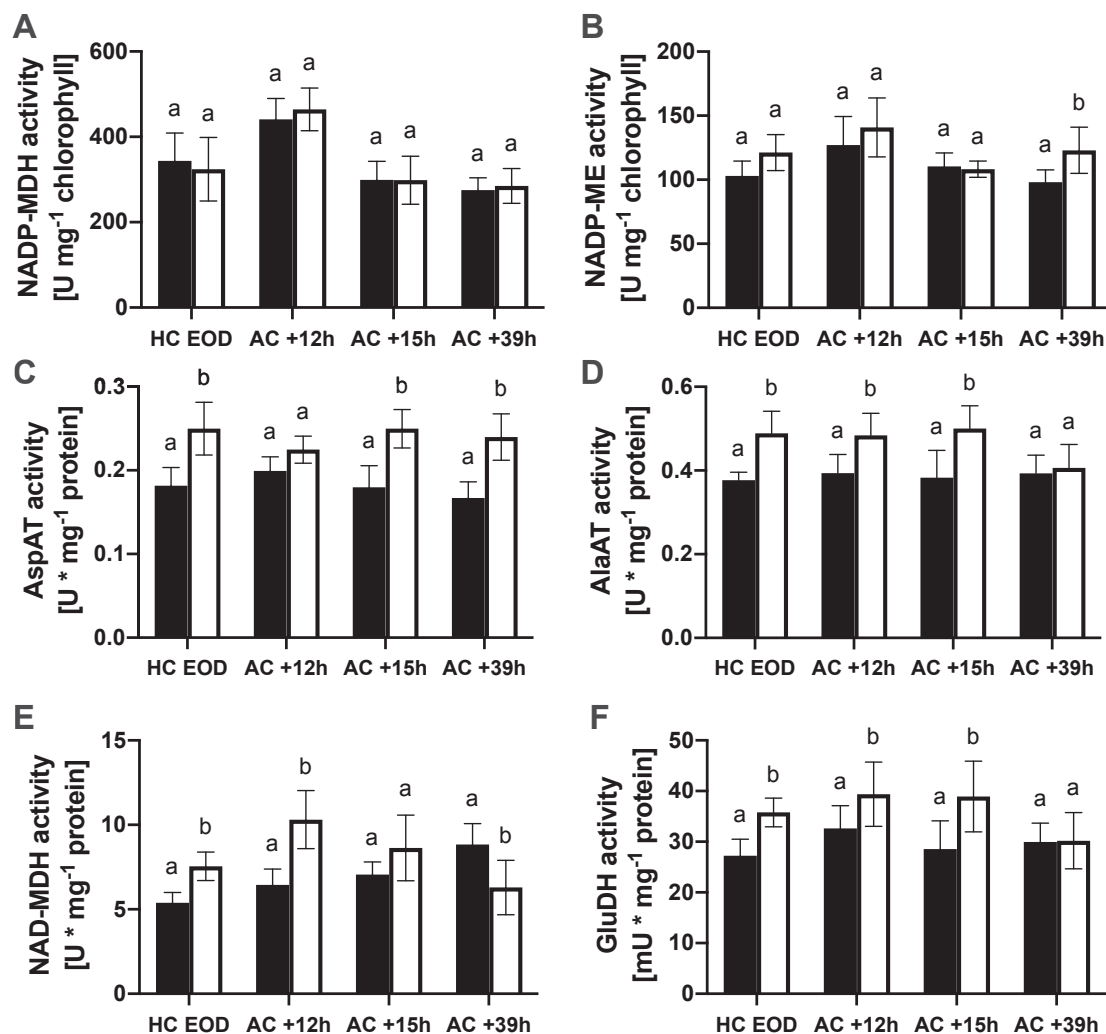 A
NADP-MDH activity
[U mg⁻¹ chlorophyll]
600
400
200
0
a a a a a a a a
HC EOD AC +12h AC +15h AC +39h
B
NADP-ME activity
[U mg⁻¹ chlorophyll]
200
150
100
50
0
a a a a a a a b
HC EOD AC +12h AC +15h AC +39h
C
AspAT activity
[U * mg⁻¹ protein]
0.3
0.2
0.1
0.0
a b a a a b a b
HC EOD AC +12h AC +15h AC +39h
D
AlaAT activity
[U * mg⁻¹ protein]
0.6
0.4
0.2
0.0
a b a b a b a a
HC EOD AC +12h AC +15h AC +39h
E
NAD-MDH activity
[U * mg⁻¹ protein]
15
10
5
0
a b a b a a a b
HC EOD AC +12h AC +15h AC +39h
F
GluDH activity
[mU * mg⁻¹ protein]
50
40
30
20
10
0
a b a b a b a a
HC EOD AC +12h AC +15h AC +39h